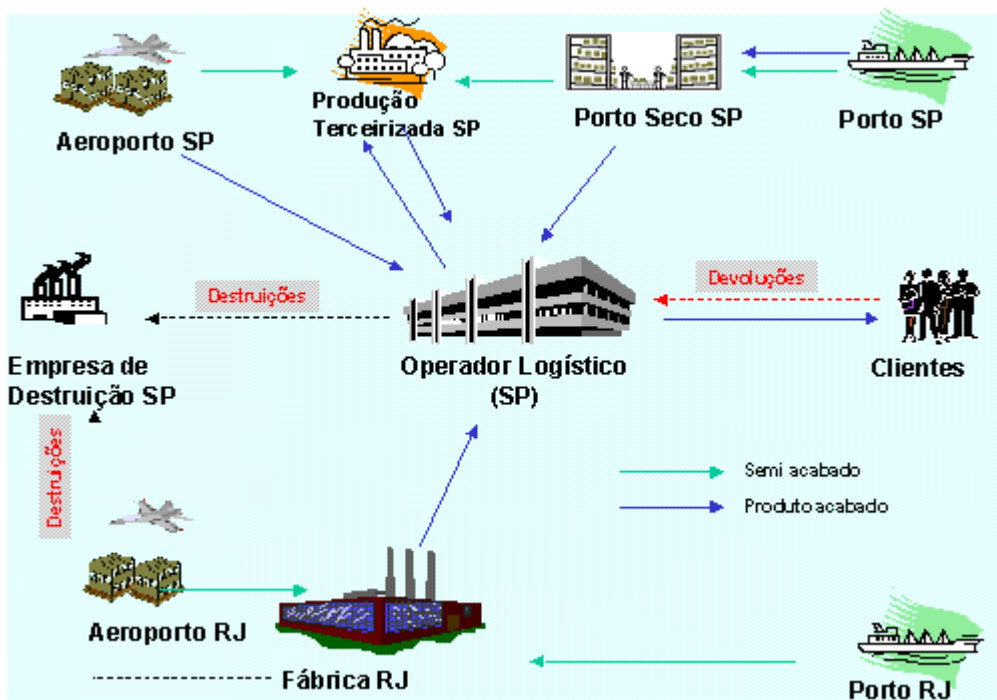 Aeroporto SP
Produção
Terceirizada SP
Porto Seco SP
Porto SP
Empresa de
Destruição SP
Destruições
Operador Logístico
(SP)
Devoluções
Clientes
Destruições
Semi acabado
Produto acabado
Aeroporto RJ
Fábrica RJ
Porto RJ